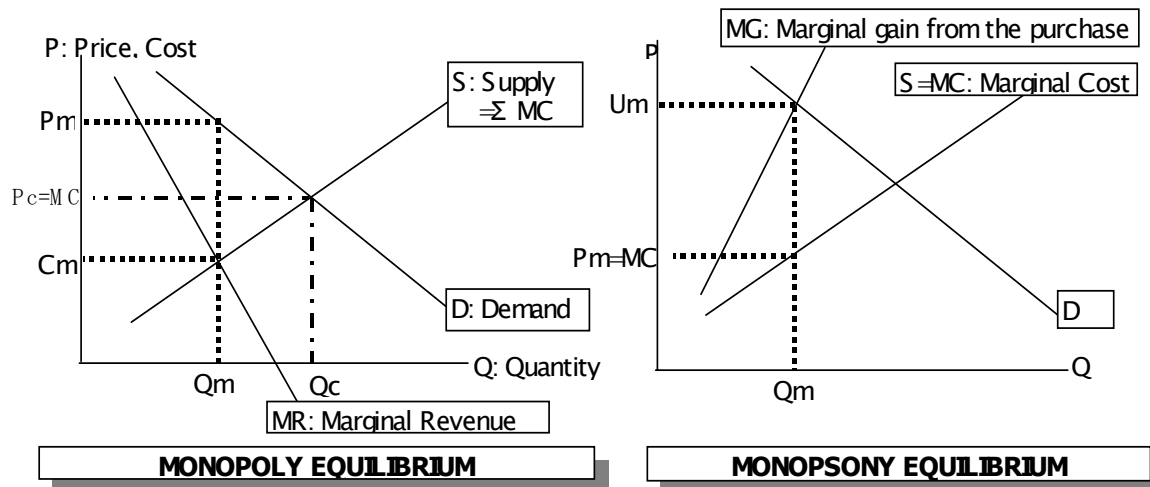 P: Price, Cost
S: Supply
=Σ MC
Pm
Pc=MC
Cm
D: Demand
Q: Quantity
Qm
Qc
MR: Marginal Revenue
MONOPOLY EQUILIBRIUM
MG: Marginal gain from the purchase
P
S=MC: Marginal Cost
Um
Pm=MC
D
Q
Qm
MONOPSONY EQUILIBRIUM